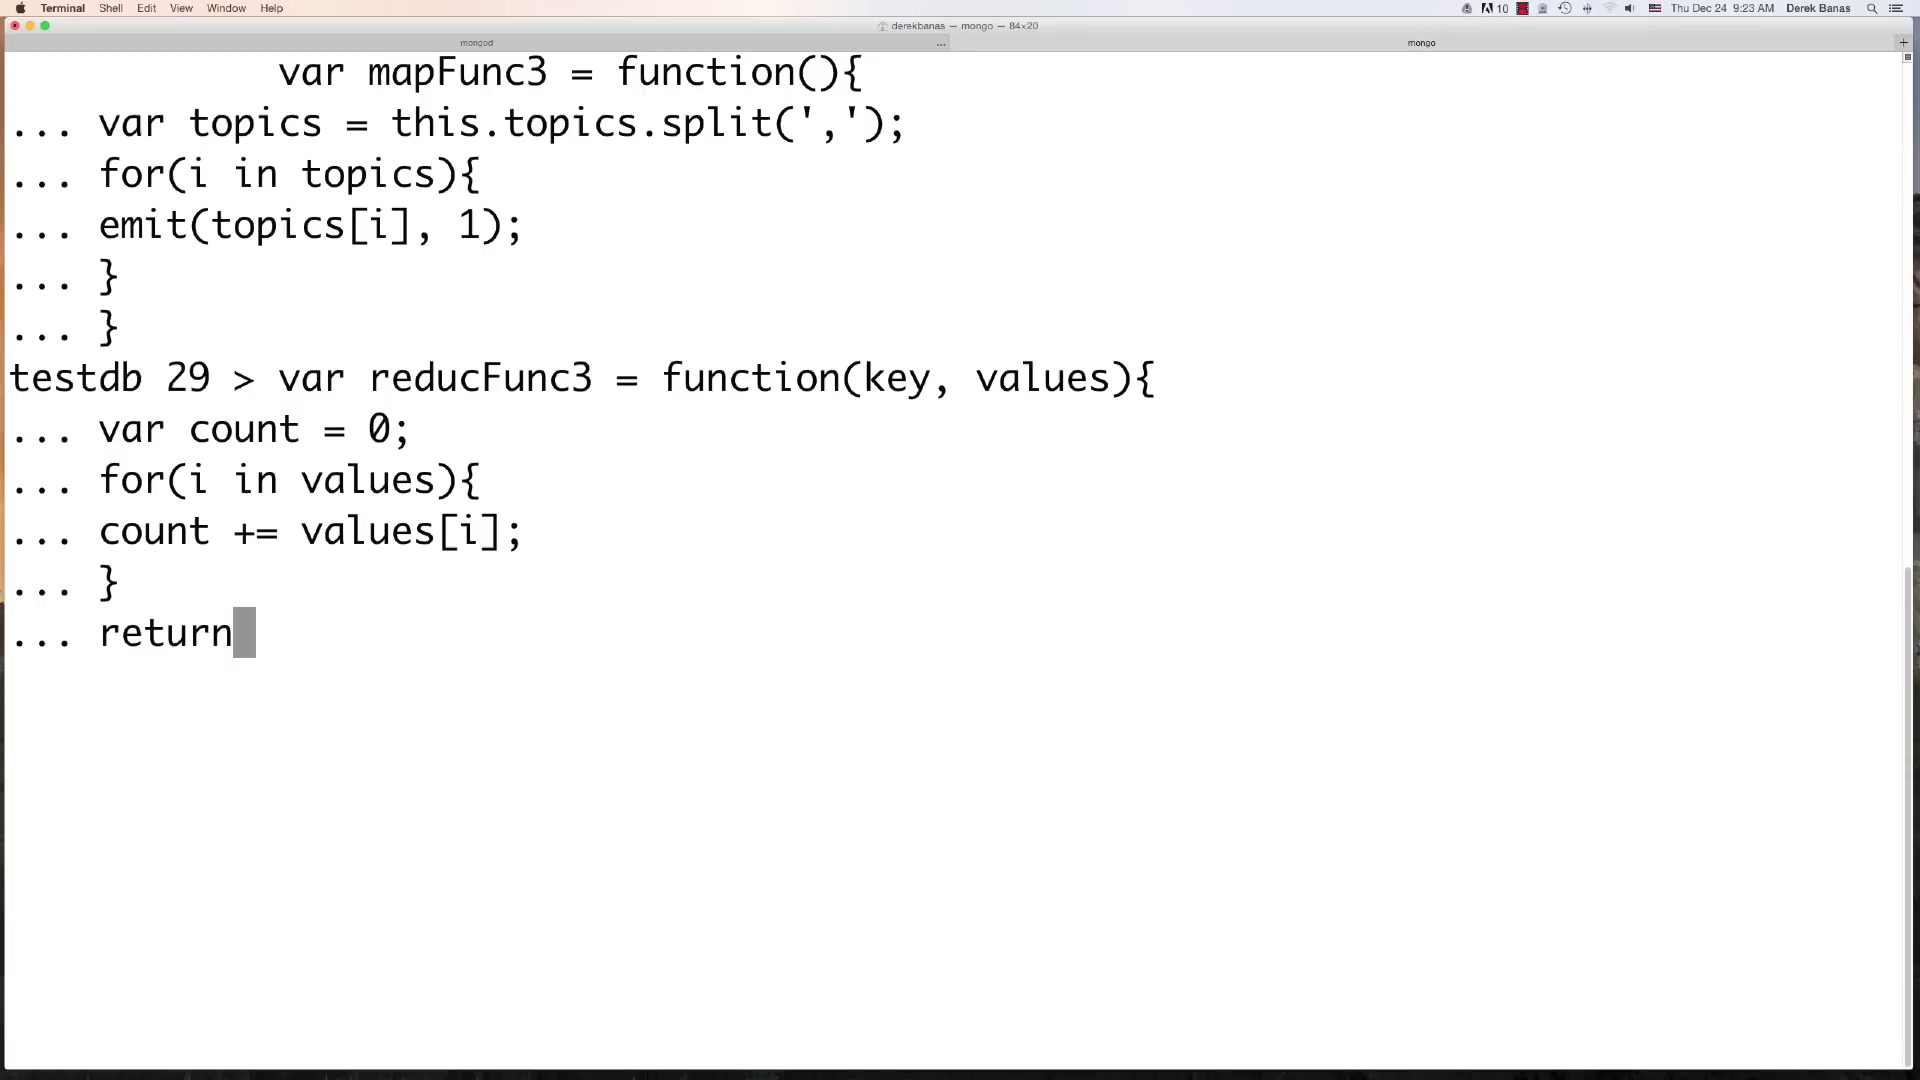 Terminal Shell Edit View Window Help 10 Thu Dec 24 9:23 AM Derek Banas
derekbanas — mongo — 84×20
mongod ... mongo +
var mapFunc3 = function(){
... var topics = this.topics.split(',');
... for(i in topics){
... emit(topics[i], 1);
... }
... }
testdb 29 > var reducFunc3 = function(key, values){
... var count = 0;
... for(i in values){
... count += values[i];
... }
... return